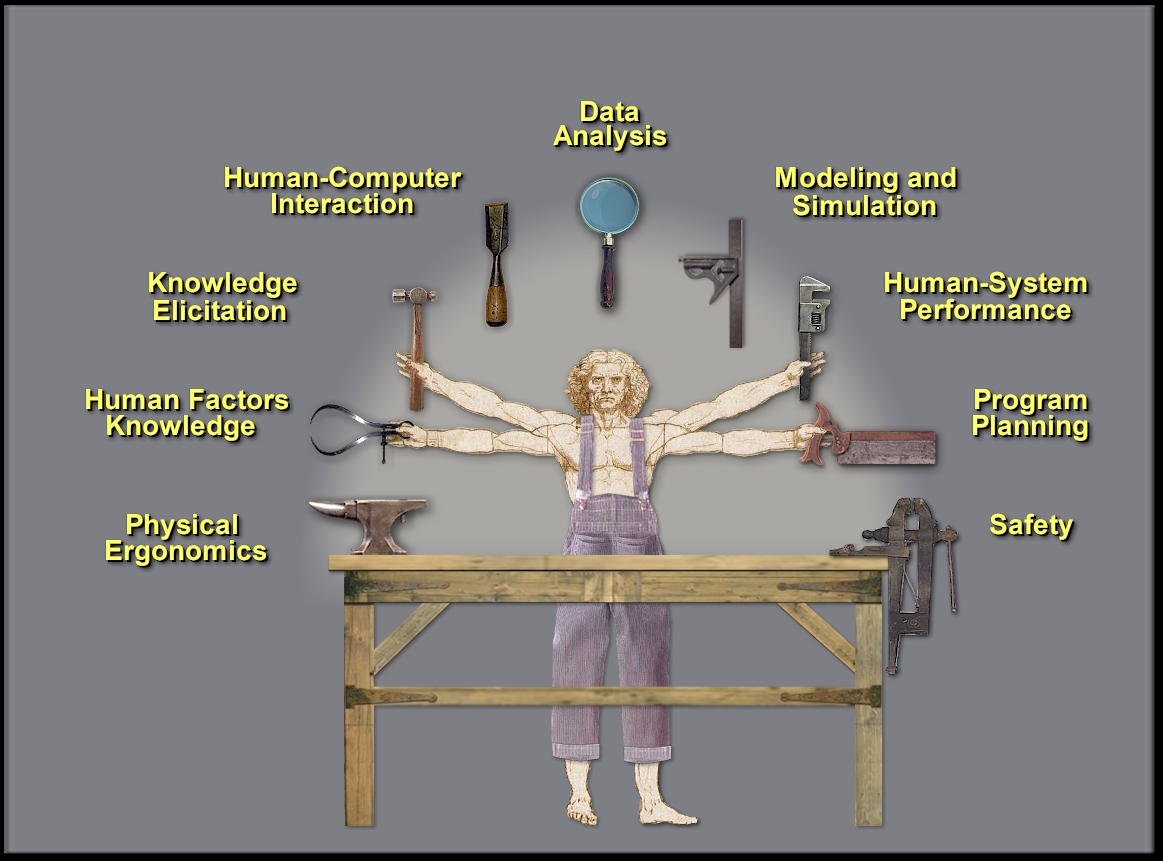 Data
Analysis
Human-Computer
Interaction
Modeling and
Simulation
Knowledge
Elicitation
Human-System
Performance
Human Factors
Knowledge
Program
Planning
Physical
Ergonomics
Safety